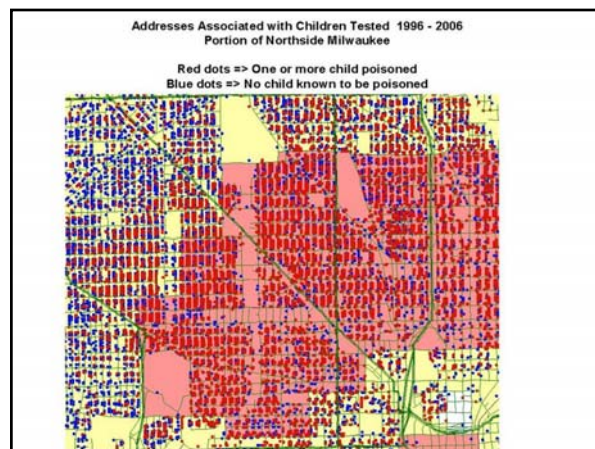 Addresses Associated with Children Tested 1996 - 2006
Portion of Northside Milwaukee
Red dots => One or more child poisoned
Blue dots => No child known to be poisoned